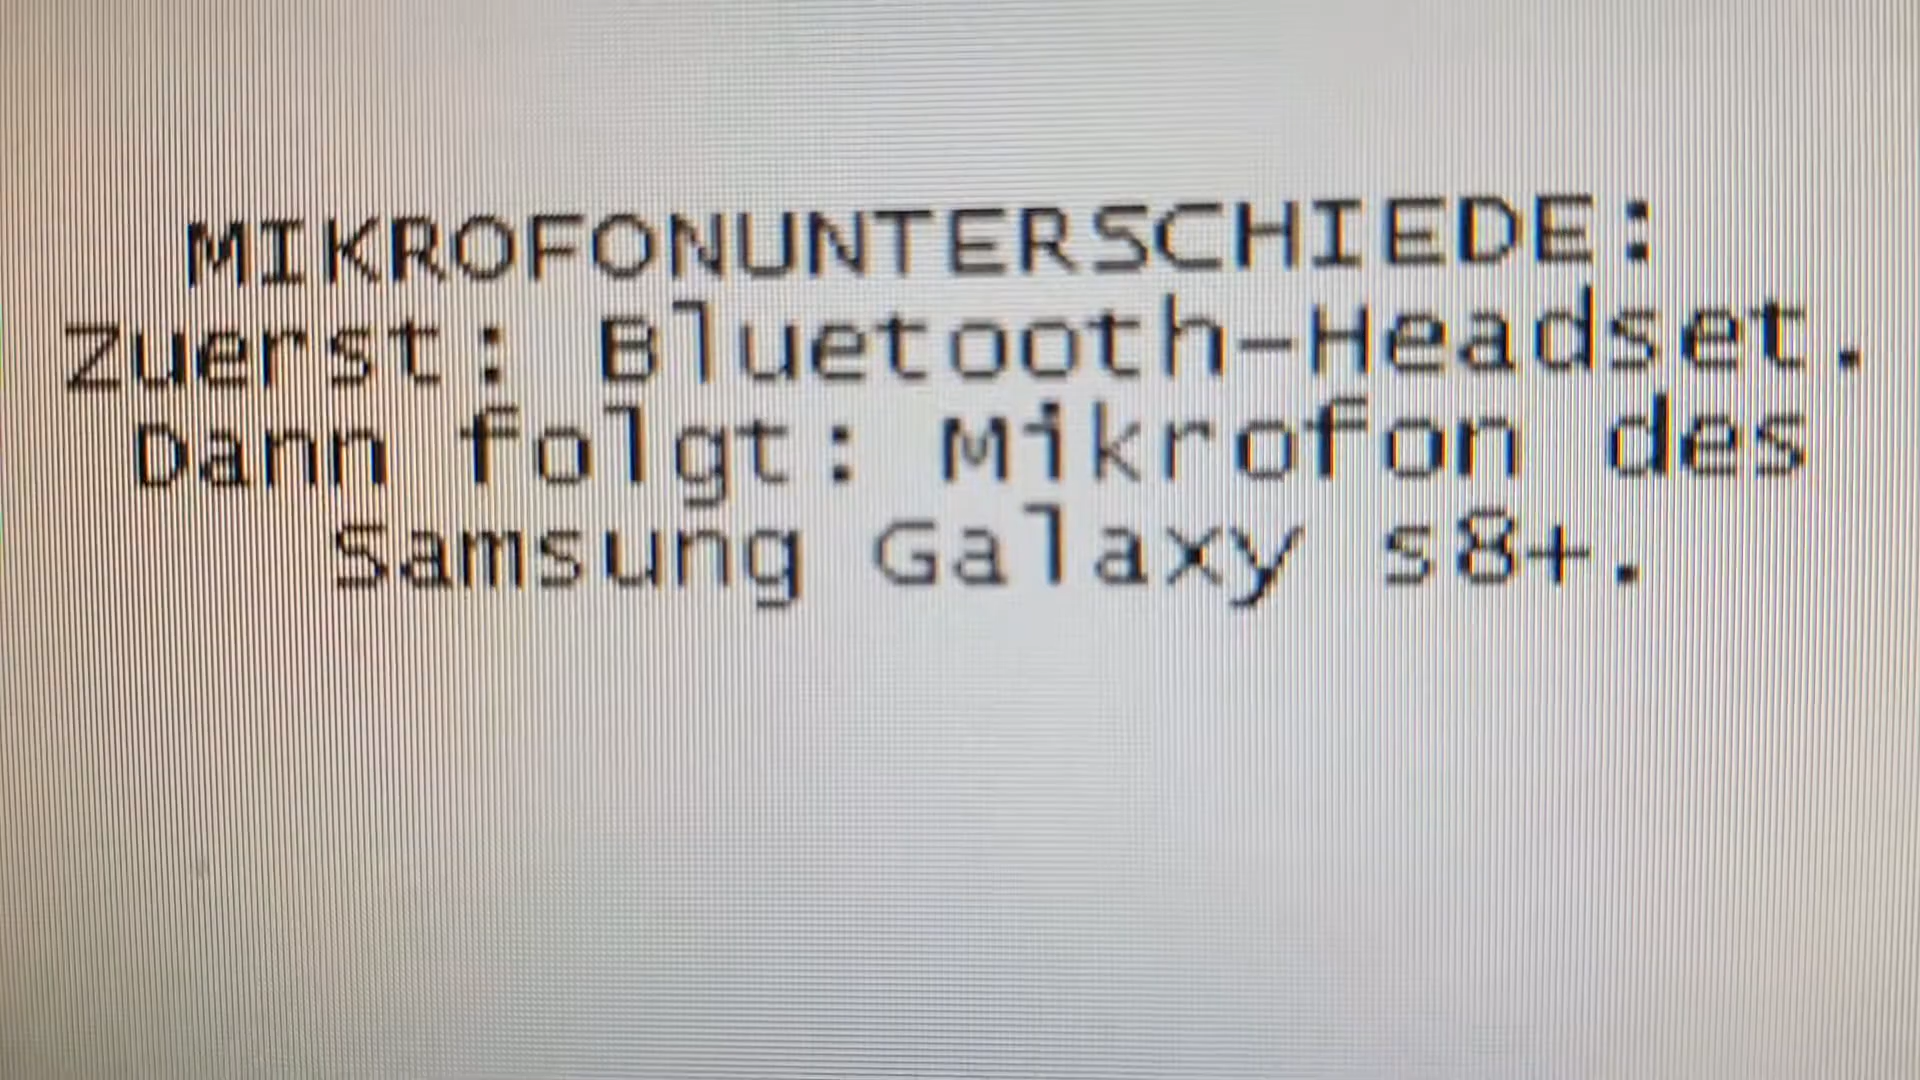 MIKROFONUNTERSCHIEDE:
Zuerst: Bluetooth-Headset.
Dann folgt: Mikrofon des
Samsung Galaxy s8+.